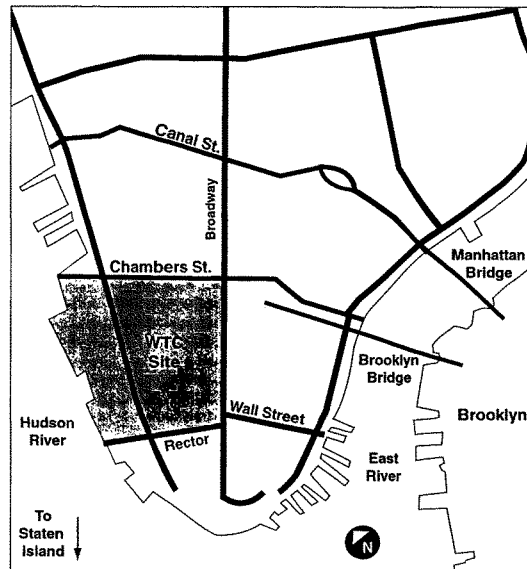 Canal St.
Broadway
Manhattan
Bridge
Chambers St.
WTC
Site
Brooklyn
Bridge
Hudson
River
Wall Street
Rector
Brooklyn
East
River
To
Staten
Island
N